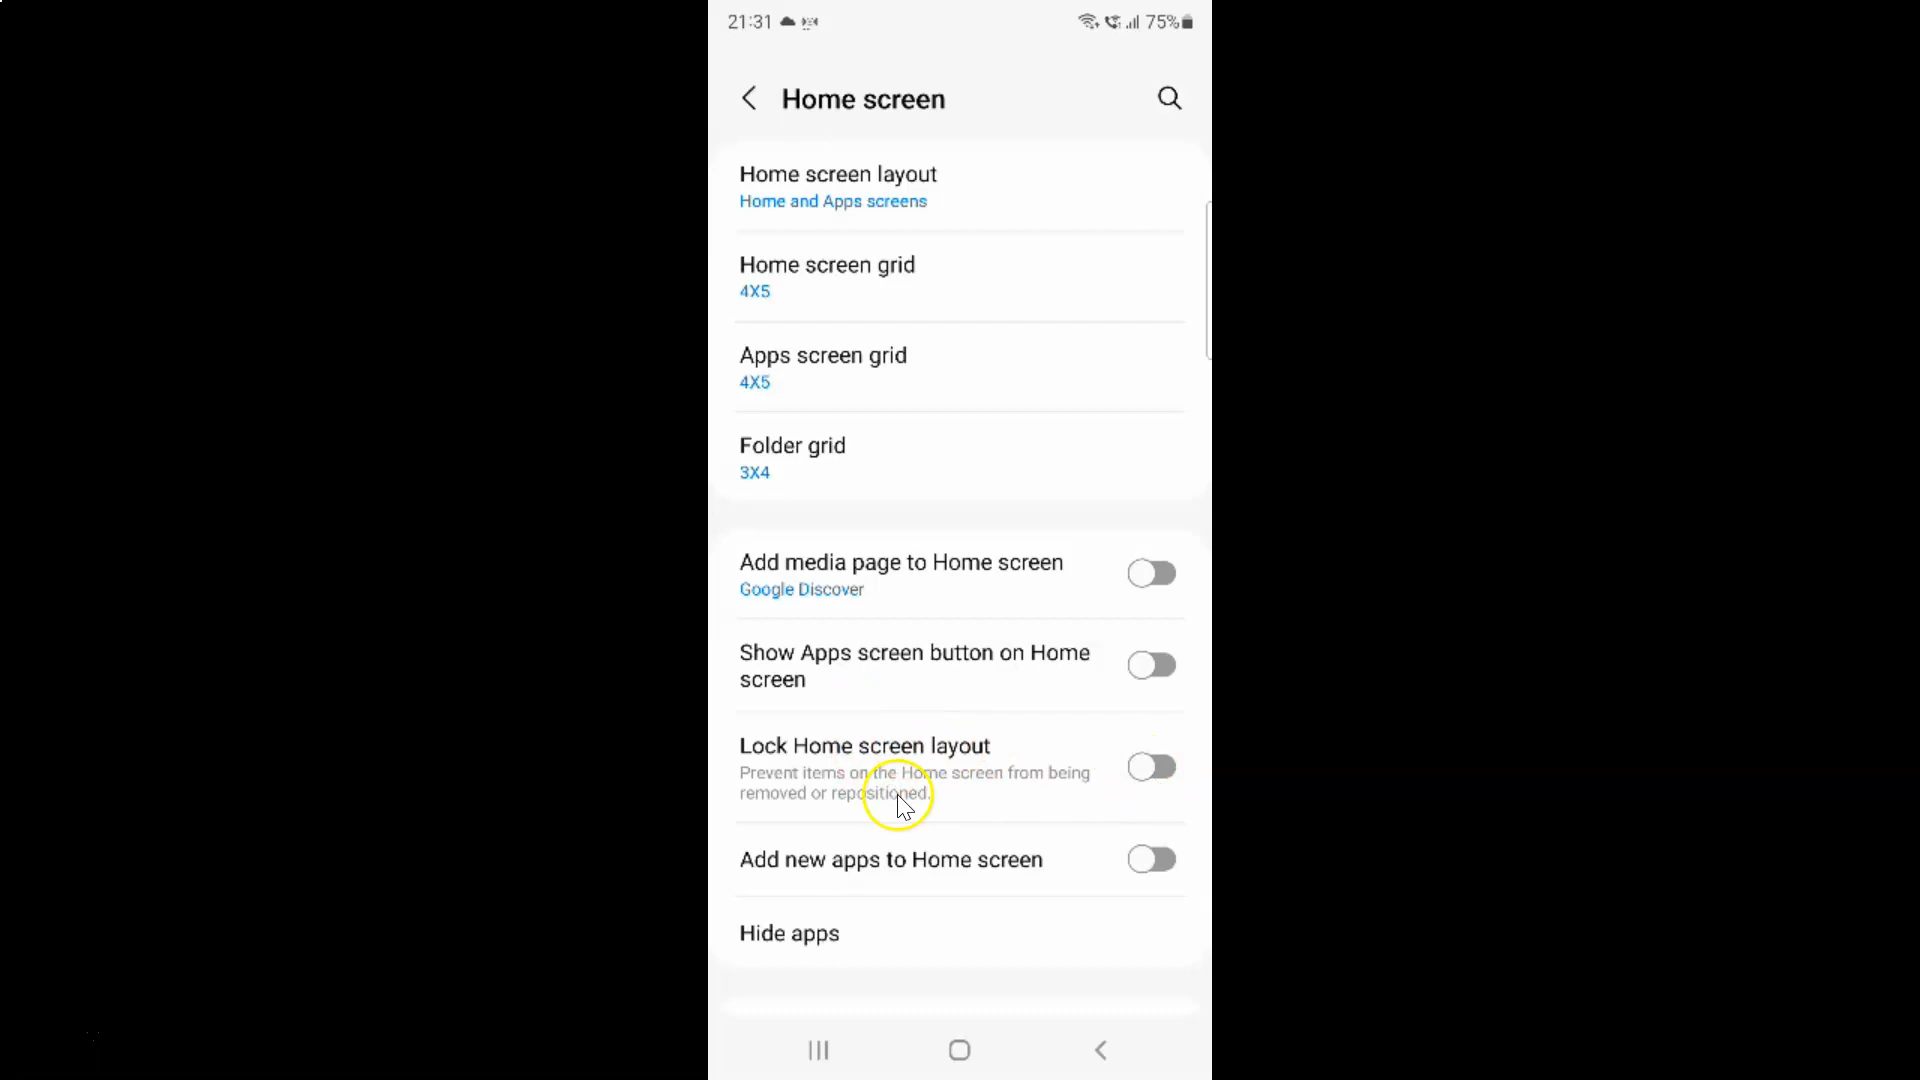 21:31
75%
Home screen
Home screen layout
Home and Apps screens
Home screen grid
4X5
Apps screen grid
4X5
Folder grid
3X4
Add media page to Home screen
Google Discover
Show Apps screen button on Home
screen
Lock Home screen layout
Prevent items on the Home screen from being
removed or repositioned.
Add new apps to Home screen
Hide apps